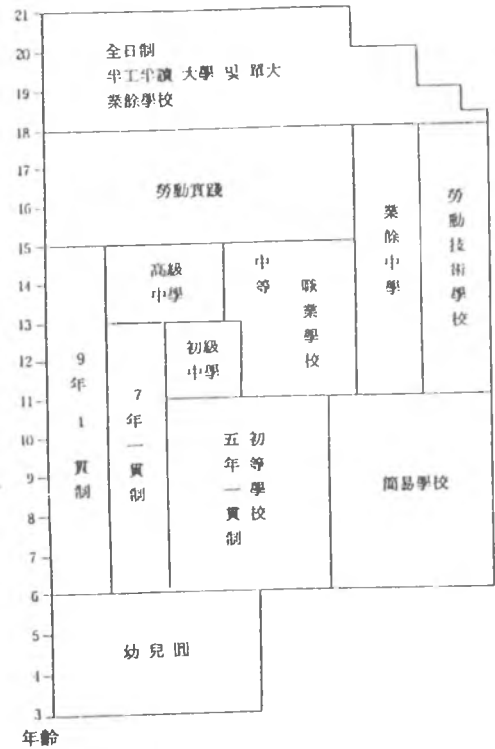 21
20
19
18
17
16
15
14
13
12
11
10
9
8
7
6
5
4
3
年齡
全日制
半工半讀 大學 및 單大
業餘學校
勞動實踐
業餘中學
勞動技術學校
高級
中學
中等
職業學校
初級
中學
9年1貫制
7年一貫制
五年一貫制
初等學校
簡易學校
幼兒園